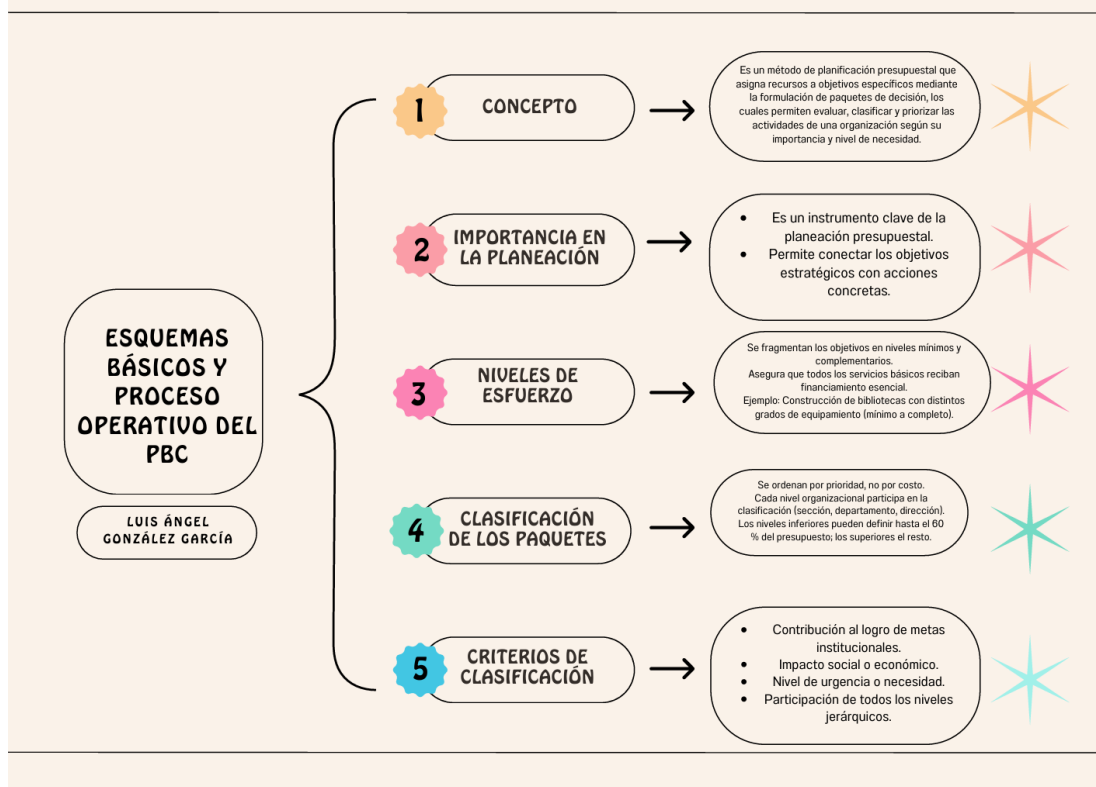 ESQUEMAS
BÁSICOS Y
PROCESO
OPERATIVO DEL
PBC
LUIS ÁNGEL
GONZÁLEZ GARCÍA
1
CONCEPTO
Es un método de planificación presupuestal que
asigna recursos a objetivos específicos mediante
la formulación de paquetes de decisión, los
cuales permiten evaluar, clasificar y priorizar las
actividades de una organización según su
importancia y nivel de necesidad.
2
IMPORTANCIA EN
LA PLANEACIÓN
• Es un instrumento clave de la
planeación presupuestal.
• Permite conectar los objetivos
estratégicos con acciones
concretas.
3
NIVELES DE
ESFUERZO
Se fragmentan los objetivos en niveles mínimos y
complementarios.
Asegura que todos los servicios básicos reciban
financiamiento esencial.
Ejemplo: Construcción de bibliotecas con distintos
grados de equipamiento (mínimo a completo).
4
CLASIFICACIÓN
DE LOS PAQUETES
Se ordenan por prioridad, no por costo.
Cada nivel organizacional participa en la
clasificación (sección, departamento, dirección).
Los niveles inferiores pueden definir hasta el 60
% del presupuesto; los superiores el resto.
5
CRITERIOS DE
CLASIFICACIÓN
• Contribución al logro de metas
institucionales.
• Impacto social o económico.
• Nivel de urgencia o necesidad.
• Participación de todos los niveles
jerárquicos.